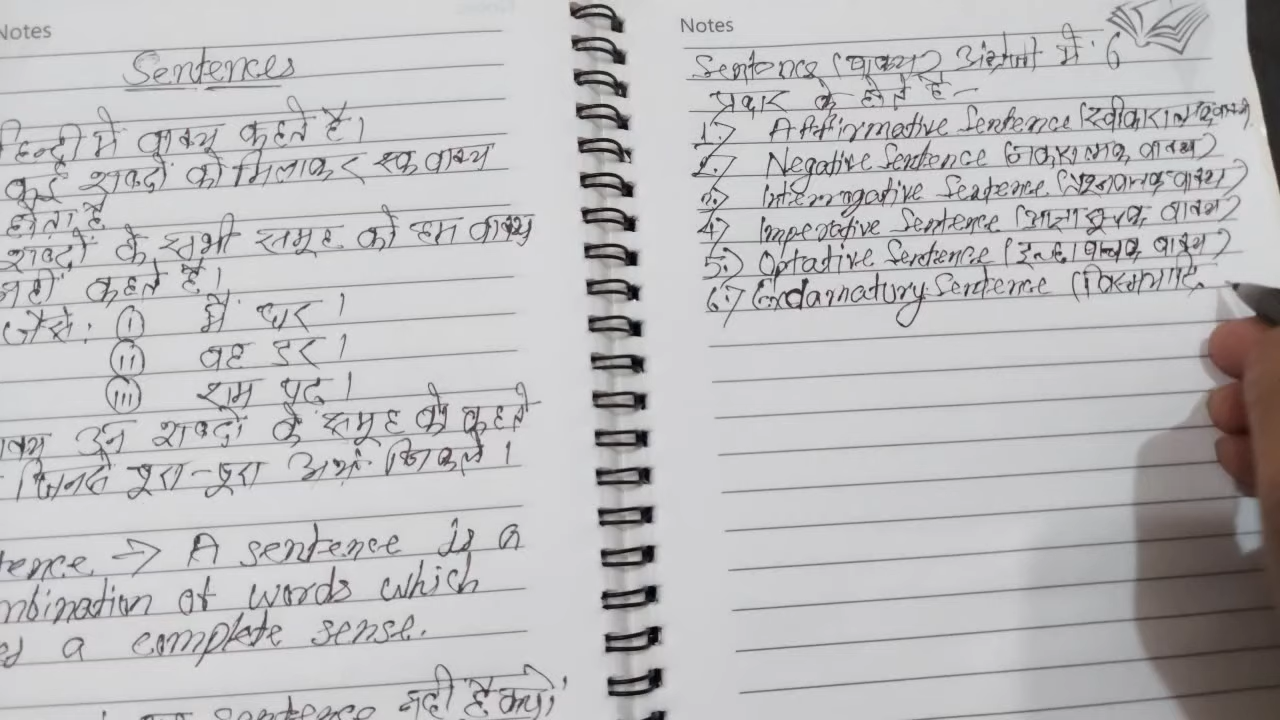 Notes
Sentences
हिन्दी में वाक्य कहते है।
कई शब्दों को मिलाकर एक वाक्य
होता है
शब्दों के सभी समूह को हम वाक्य
नहीं कहते है।
जैसे: (i) मैं घर।
(ii) वह डर।
(iii) राम पढ़।
उन शब्दों के समूह को कहते
जिनसे पूरा-पूरा अर्थ निकले।
tence → A sentence is a
mbination of words which
a complete sense.
sentence नहीं है क्यो
Notes
Sentence (वाक्य) अंग्रेजी में 6
प्रकार के होते है-
1.) Affirmative Sentence (स्वीकारात्मक वाक्य)
2.) Negative Sentence (नकारात्मक वाक्य)
3.) Interrogative Sentence (प्रश्नवाचक वाक्य)
4.) Imperative Sentence (आज्ञासूचक वाक्य)
5.) Optative Sentence (इच्छावाचक वाक्य)
6.) Exclamatury Sentence (विस्मयादि